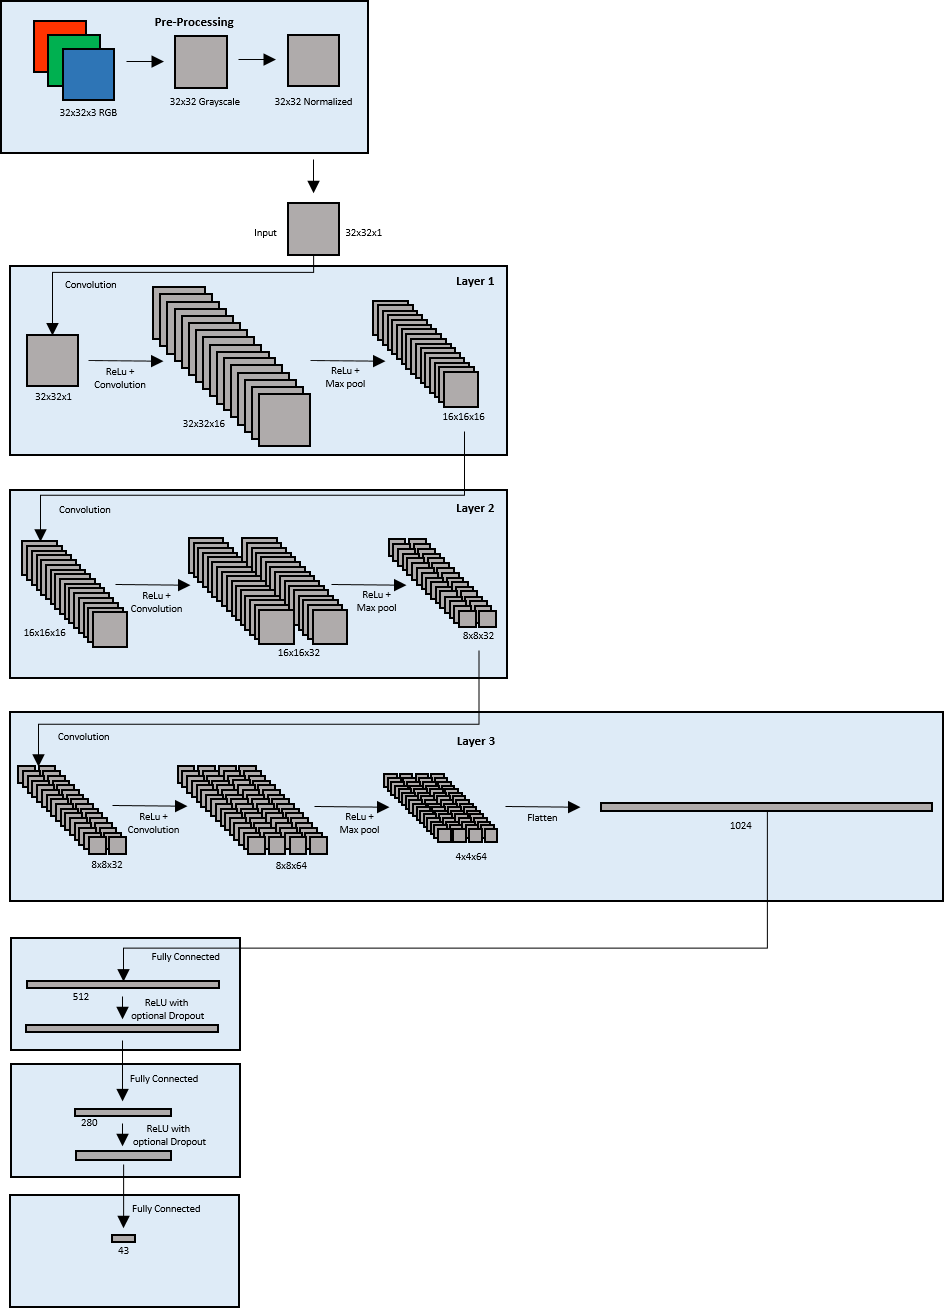 Pre-Processing
32x32x3 RGB
32x32 Grayscale
32x32 Normalized
Input
32x32x1
Layer 1
Convolution
32x32x1
ReLu +
Convolution
32x32x16
ReLu +
Max pool
16x16x16
Layer 2
Convolution
16x16x16
ReLu +
Convolution
16x16x32
ReLu +
Max pool
8x8x32
Layer 3
Convolution
8x8x32
ReLu +
Convolution
8x8x64
ReLu +
Max pool
4x4x64
Flatten
1024
Fully Connected
512
ReLU with
optional Dropout
Fully Connected
280
ReLU with
optional Dropout
Fully Connected
43